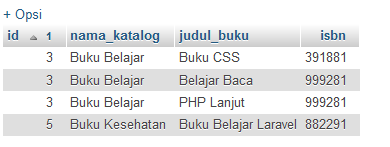 + Opsi
id 1 nama_katalog judul_buku isbn
3 Buku Belajar Buku CSS 391881
3 Buku Belajar Belajar Baca 999281
3 Buku Belajar PHP Lanjut 999281
5 Buku Kesehatan Buku Belajar Laravel 882291